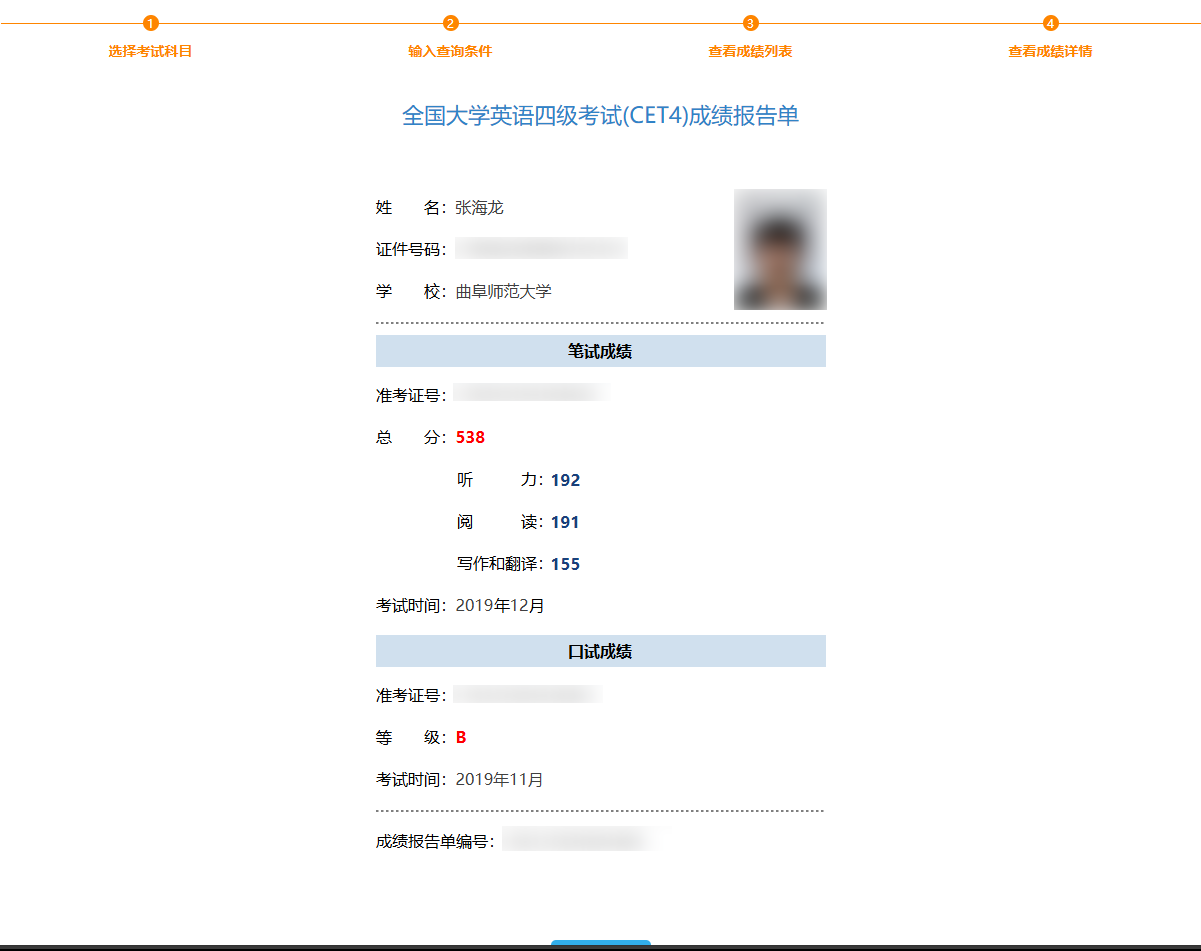 1 2 3 4
选择考试科目 输入查询条件 查看成绩列表 查看成绩详情
全国大学英语四级考试(CET4)成绩报告单
姓 名：张海龙
证件号码：
学 校：曲阜师范大学
笔试成绩
准考证号：
总 分：538
听 力：192
阅 读：191
写作和翻译：155
考试时间：2019年12月
口试成绩
准考证号：
等 级：B
考试时间：2019年11月
成绩报告单编号：